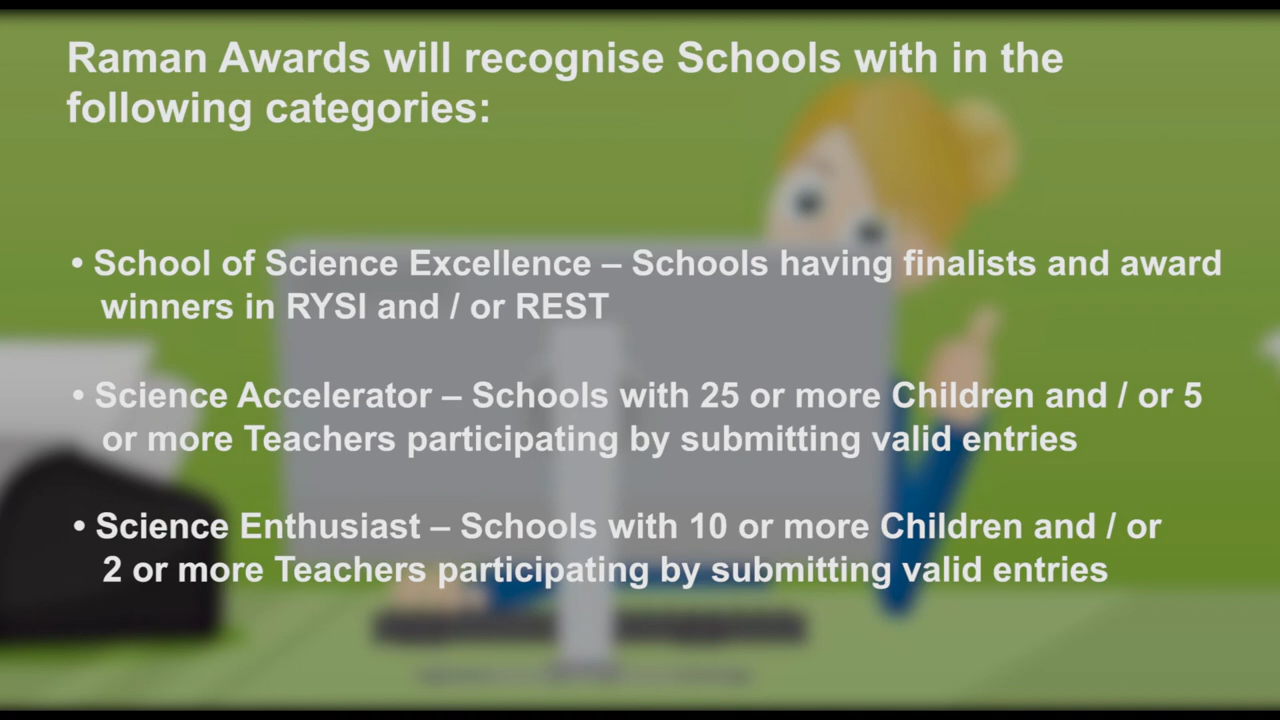 Raman Awards will recognise Schools with in the
following categories:
• School of Science Excellence – Schools having finalists and award
winners in RYSI and / or REST
• Science Accelerator – Schools with 25 or more Children and / or 5
or more Teachers participating by submitting valid entries
• Science Enthusiast – Schools with 10 or more Children and / or
2 or more Teachers participating by submitting valid entries